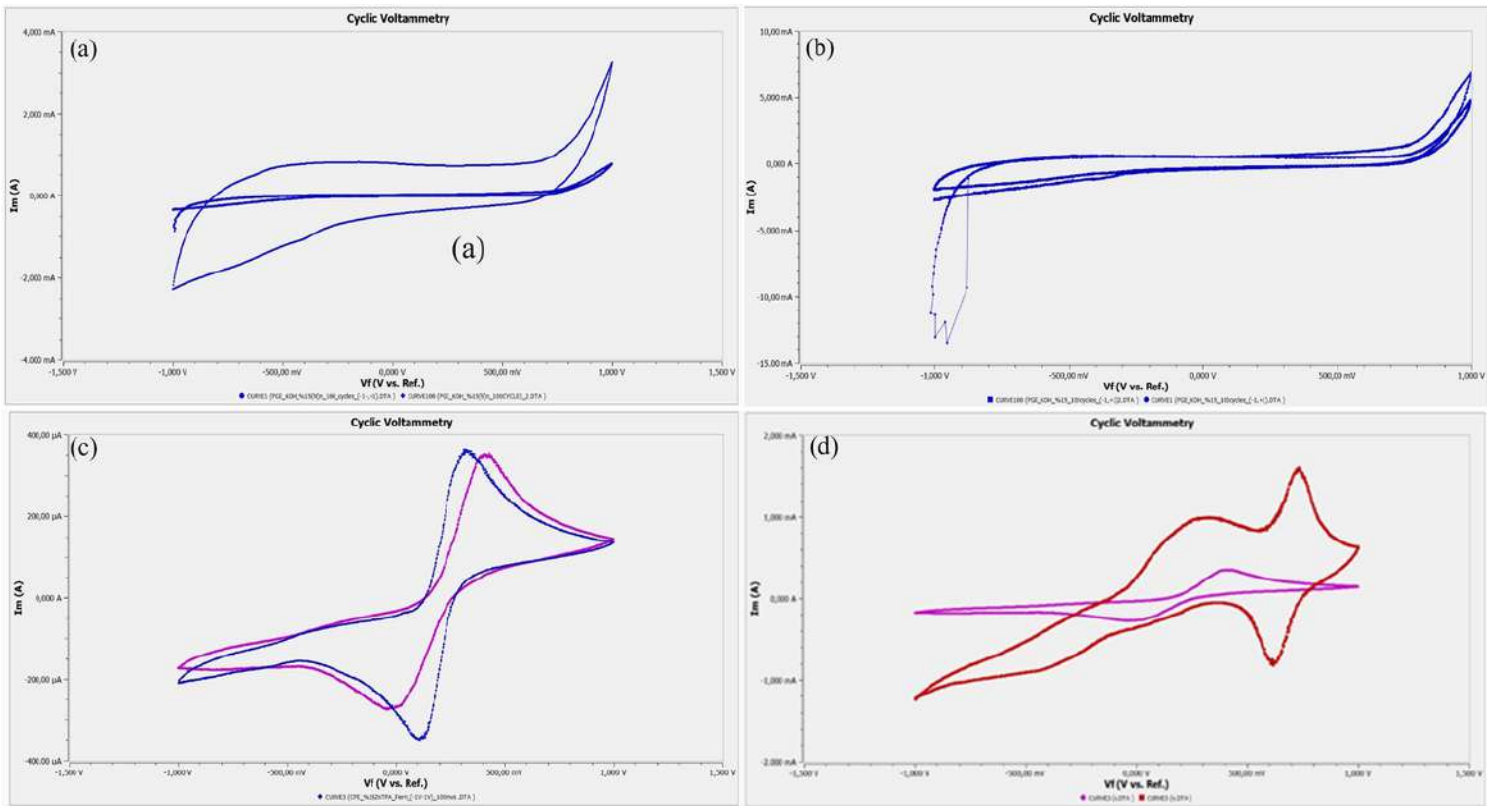 Cyclic Voltammetry
(a)
4,000 mA
2,000 mA
0,000 A
-2,000 mA
-4.000 mA
Im (A)
(a)
-1,500 V
-1,000 V
-500,00 mV
0,000 V
500,00 mV
1,000 V
1,500 V
Vf (V vs. Ref.)
Cyclic Voltammetry
(b)
10,00 mA
5,000 mA
0,000 A
-5,000 mA
-10,00 mA
-15,00 mA
Im (A)
-1,500 V
-1,000 V
-500,00 mV
0,000 V
500,00 mV
1,000 V
Vf (V vs. Ref.)
Cyclic Voltammetry
(c)
400,00 µA
200,00 µA
0,000 A
-200,00 µA
-400.00 µA
Im (A)
-1,500 V
-1,000 V
-500,00 mV
0,000 V
500,00 mV
1,000 V
1,500 V
Vf (V vs. Ref.)
Cyclic Voltammetry
(d)
2,000 mA
1,000 mA
0,000 A
-1,000 mA
-2.000 mA
Im (A)
-1,500 V
-1,000 V
-500,00 mV
0,000 V
500,00 mV
1,000 V
1,500 V
Vf (V vs. Ref.)